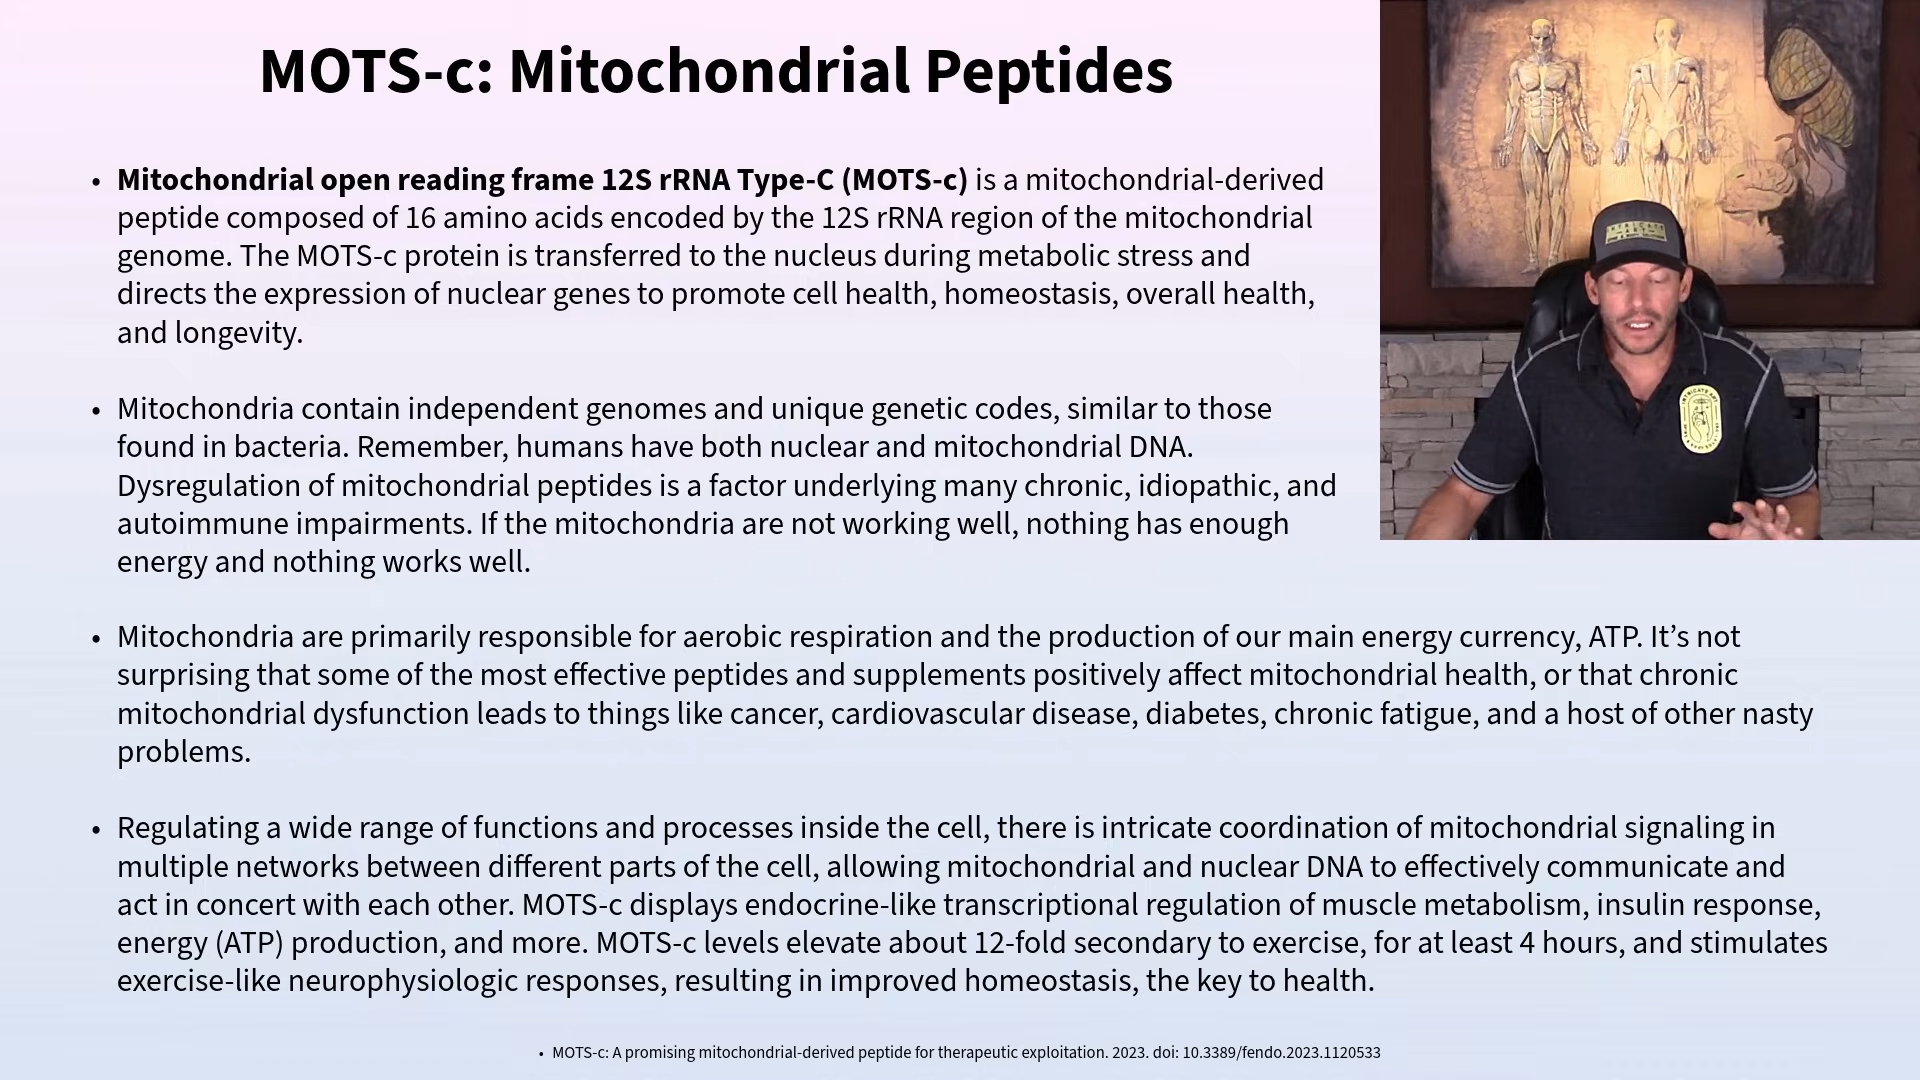 MOTS-c: Mitochondrial Peptides
• Mitochondrial open reading frame 12S rRNA Type-C (MOTS-c) is a mitochondrial-derived
peptide composed of 16 amino acids encoded by the 12S rRNA region of the mitochondrial
genome. The MOTS-c protein is transferred to the nucleus during metabolic stress and
directs the expression of nuclear genes to promote cell health, homeostasis, overall health,
and longevity.
• Mitochondria contain independent genomes and unique genetic codes, similar to those
found in bacteria. Remember, humans have both nuclear and mitochondrial DNA.
Dysregulation of mitochondrial peptides is a factor underlying many chronic, idiopathic, and
autoimmune impairments. If the mitochondria are not working well, nothing has enough
energy and nothing works well.
• Mitochondria are primarily responsible for aerobic respiration and the production of our main energy currency, ATP. It’s not
surprising that some of the most effective peptides and supplements positively affect mitochondrial health, or that chronic
mitochondrial dysfunction leads to things like cancer, cardiovascular disease, diabetes, chronic fatigue, and a host of other nasty
problems.
• Regulating a wide range of functions and processes inside the cell, there is intricate coordination of mitochondrial signaling in
multiple networks between different parts of the cell, allowing mitochondrial and nuclear DNA to effectively communicate and
act in concert with each other. MOTS-c displays endocrine-like transcriptional regulation of muscle metabolism, insulin response,
energy (ATP) production, and more. MOTS-c levels elevate about 12-fold secondary to exercise, for at least 4 hours, and stimulates
exercise-like neurophysiologic responses, resulting in improved homeostasis, the key to health.
• MOTS-c: A promising mitochondrial-derived peptide for therapeutic exploitation. 2023. doi: 10.3389/fendo.2023.1120533